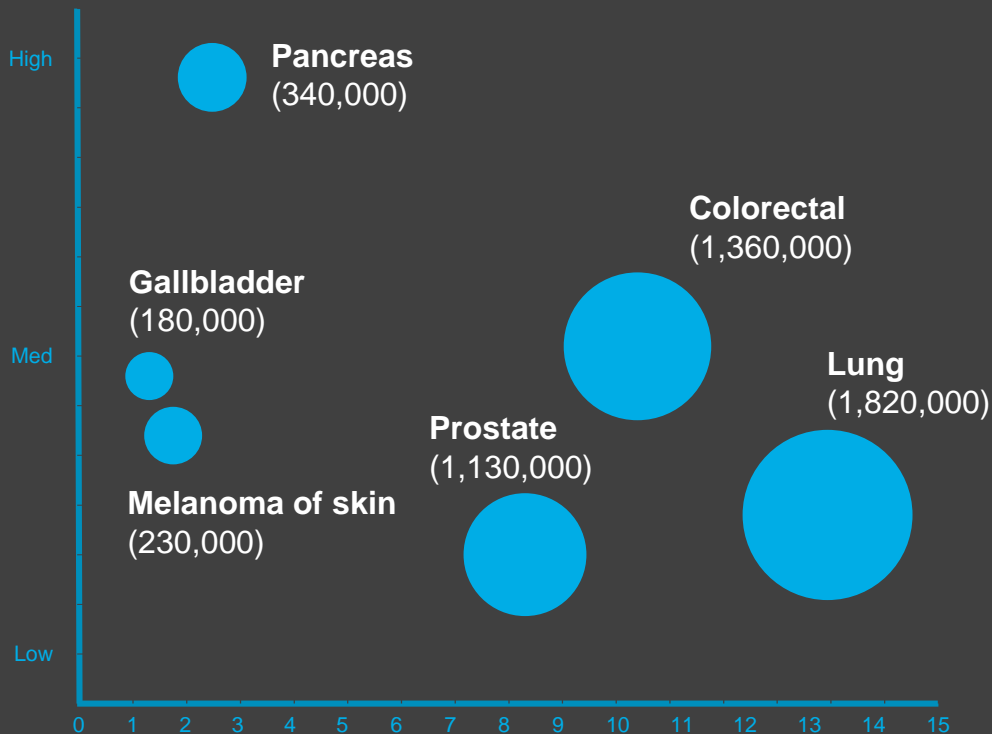 High
Pancreas
(340,000)
Colorectal
(1,360,000)
Gallbladder
(180,000)
Med
Lung
(1,820,000)
Prostate
(1,130,000)
Melanoma of skin
(230,000)
Low
0 1 2 3 4 5 6 7 8 9 10 11 12 13 14 15